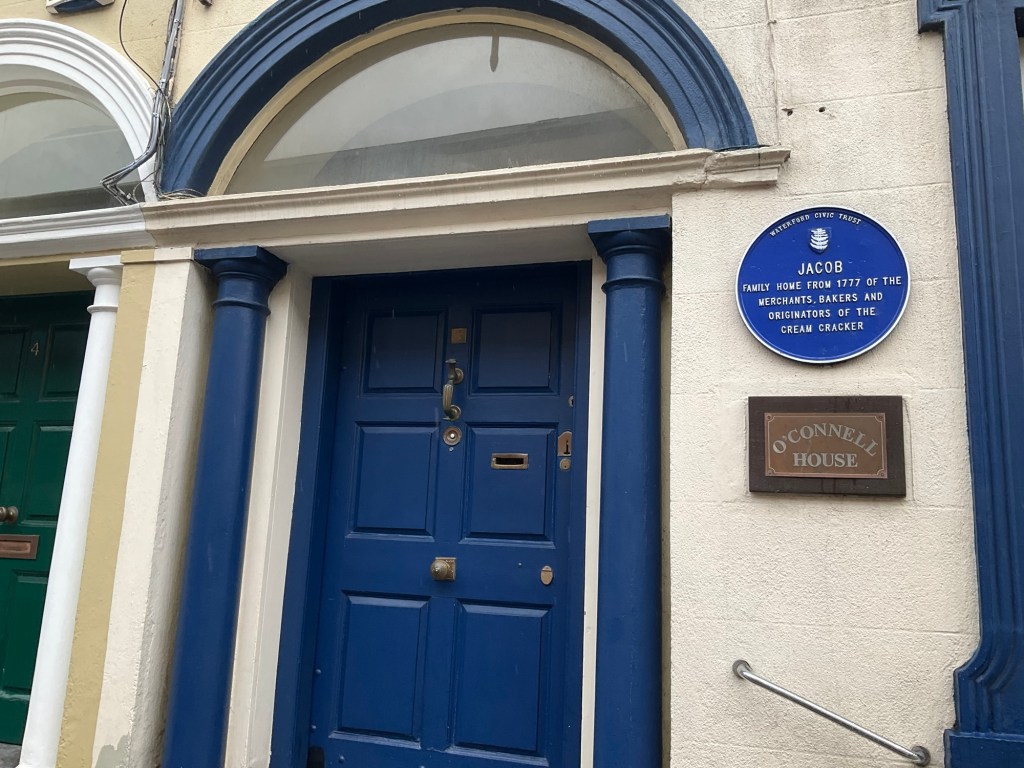 4
WATERFORD CIVIC TRUST
JACOB
FAMILY HOME FROM 1777 OF THE
MERCHANTS, BAKERS AND
ORIGINATORS OF THE
CREAM CRACKER
O'CONNELL
HOUSE